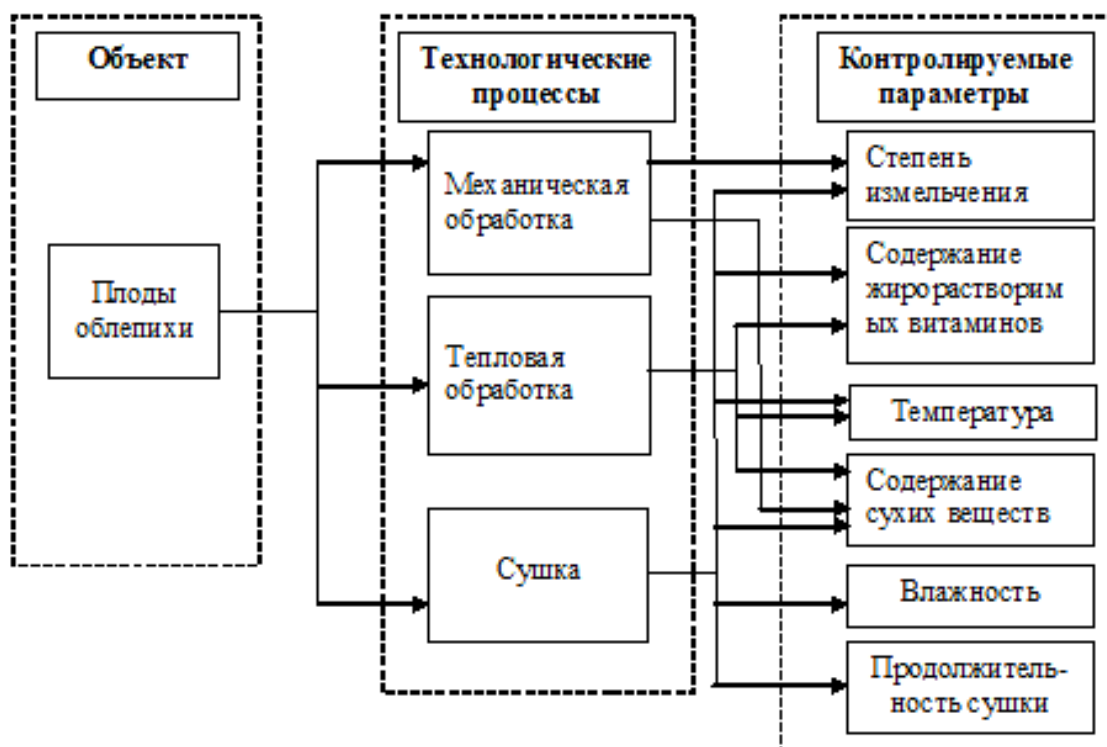 Объект
Плоды
облепихи
Технологические
процессы
Механическая
обработка
Тепловая
обработка
Сушка
Контролируемые
параметры
Степень
измельчения
Содержание
жирорастворим
ых витаминов
Температура
Содержание
сухих веществ
Влажность
Продолжитель-
ность сушки